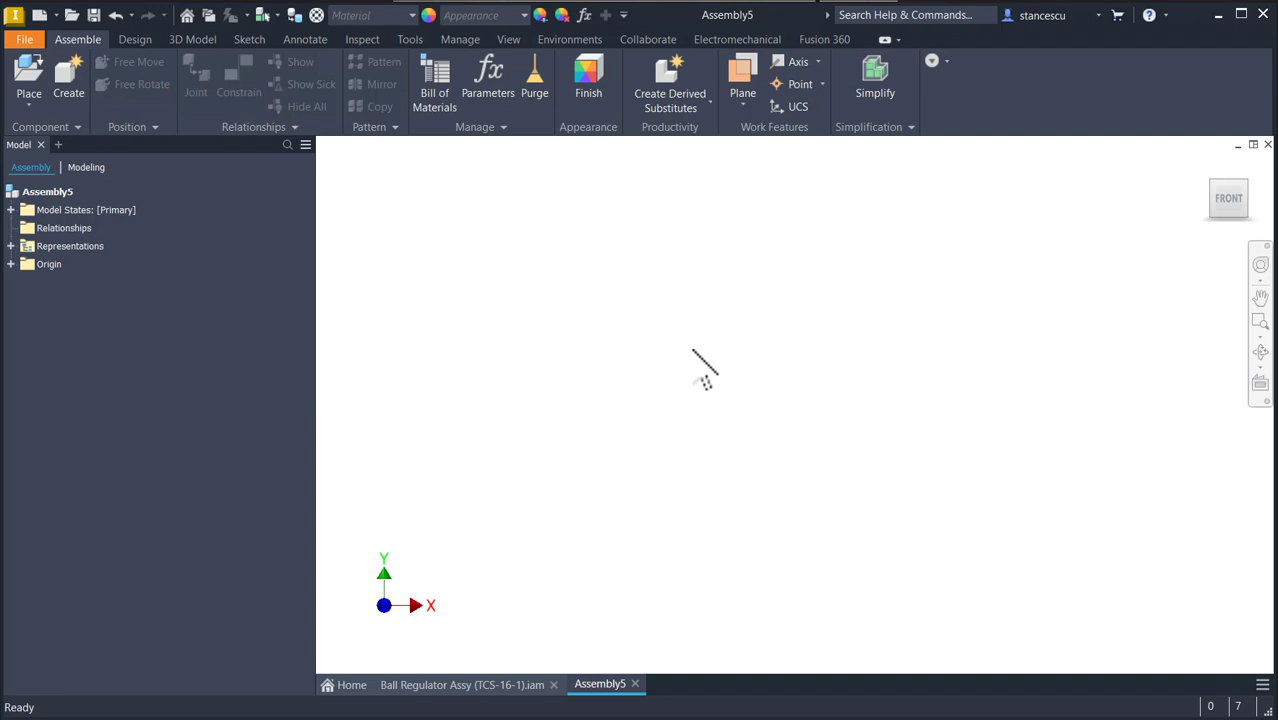 Material
Appearance
Assembly5
Search Help & Commands...
stancescu
File
Assemble
Design
3D Model
Sketch
Annotate
Inspect
Tools
Manage
View
Environments
Collaborate
Electromechanical
Fusion 360
Place
Create
Free Move
Free Rotate
Joint
Constrain
Show
Show Sick
Hide All
Pattern
Mirror
Copy
Bill of
Materials
fx
Parameters
Purge
Finish
Create Derived
Substitutes
Plane
Axis
Point
UCS
Simplify
Component
Position
Relationships
Pattern
Manage
Appearance
Productivity
Work Features
Simplification
Model
Assembly
Modeling
Assembly5
Model States: [Primary]
Relationships
Representations
Origin
FRONT
Y
X
Home
Ball Regulator Assy (TCS-16-1).iam
Assembly5
Ready
0
7